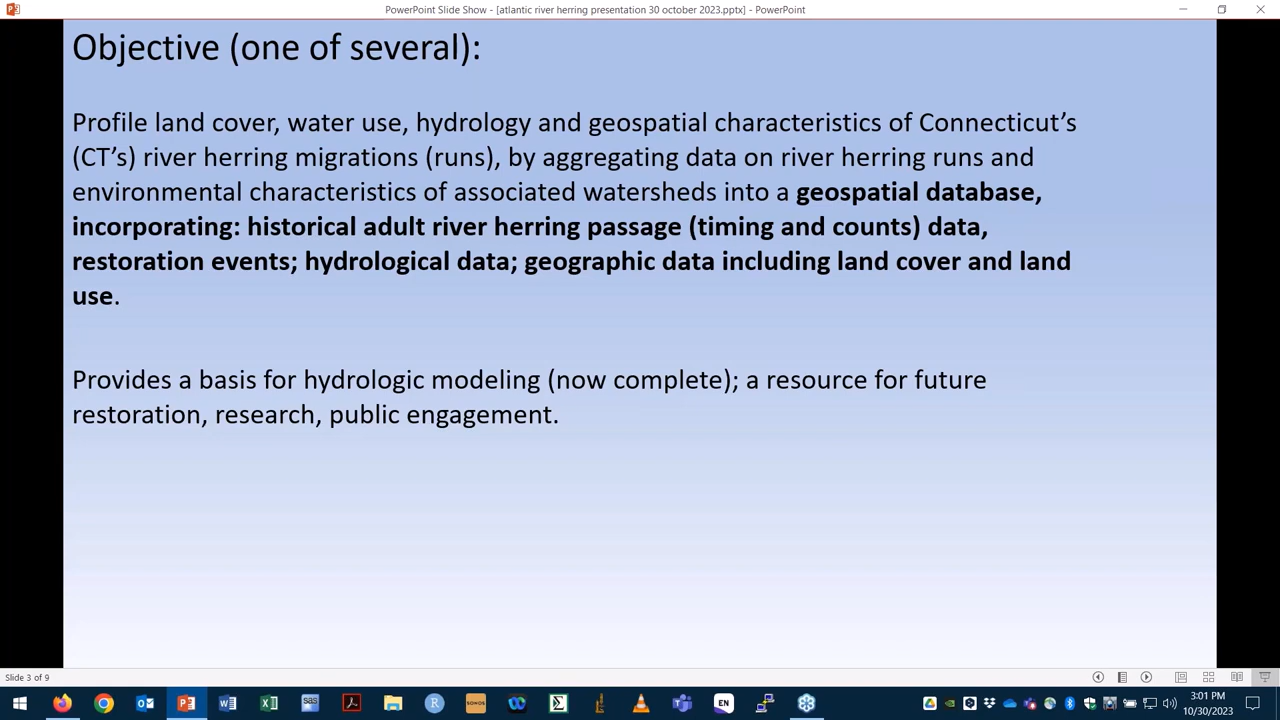 PowerPoint Slide Show - [atlantic river herring presentation 30 october 2023.pptx] - PowerPoint
Objective (one of several):
Profile land cover, water use, hydrology and geospatial characteristics of Connecticut’s
(CT’s) river herring migrations (runs), by aggregating data on river herring runs and
environmental characteristics of associated watersheds into a geospatial database,
incorporating: historical adult river herring passage (timing and counts) data,
restoration events; hydrological data; geographic data including land cover and land
use.
Provides a basis for hydrologic modeling (now complete); a resource for future
restoration, research, public engagement.
Slide 3 of 9
sas
R
SONOS
EN
3:01 PM
10/30/2023